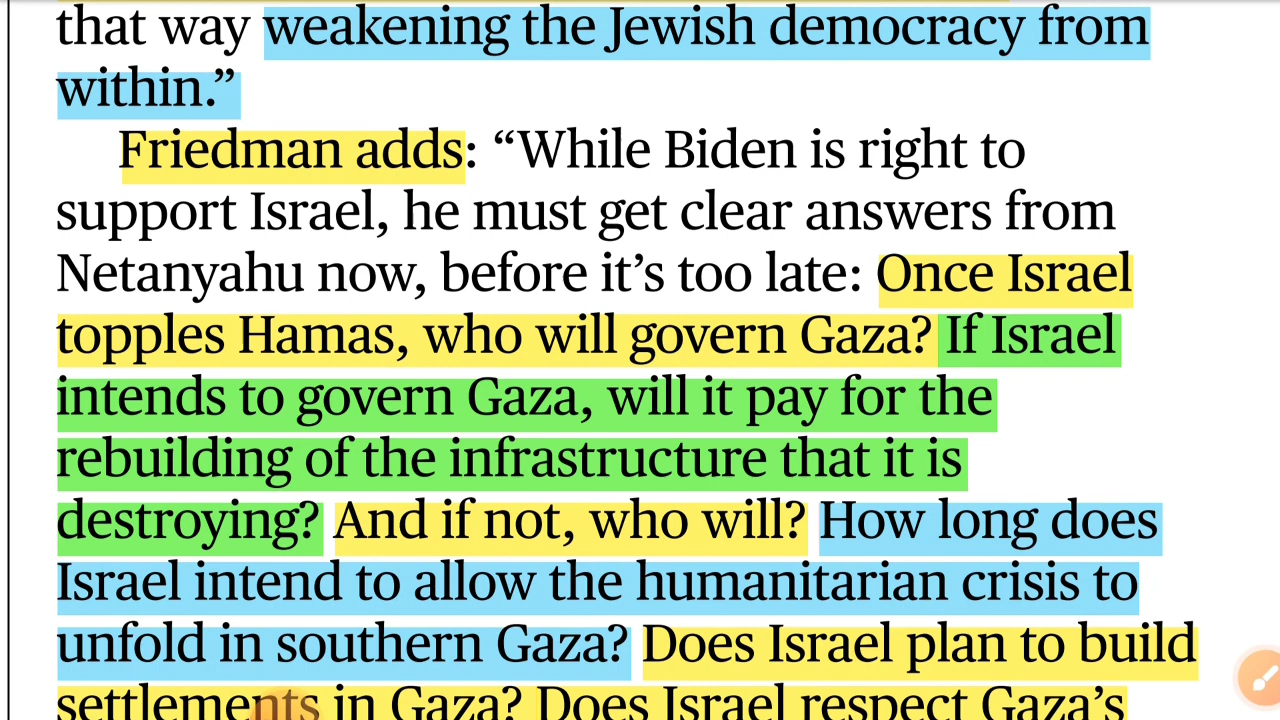 that way weakening the Jewish democracy from
within.”
Friedman adds: “While Biden is right to
support Israel, he must get clear answers from
Netanyahu now, before it’s too late: Once Israel
topples Hamas, who will govern Gaza? If Israel
intends to govern Gaza, will it pay for the
rebuilding of the infrastructure that it is
destroying? And if not, who will? How long does
Israel intend to allow the humanitarian crisis to
unfold in southern Gaza? Does Israel plan to build
settlements in Gaza? Does Israel respect Gaza’s